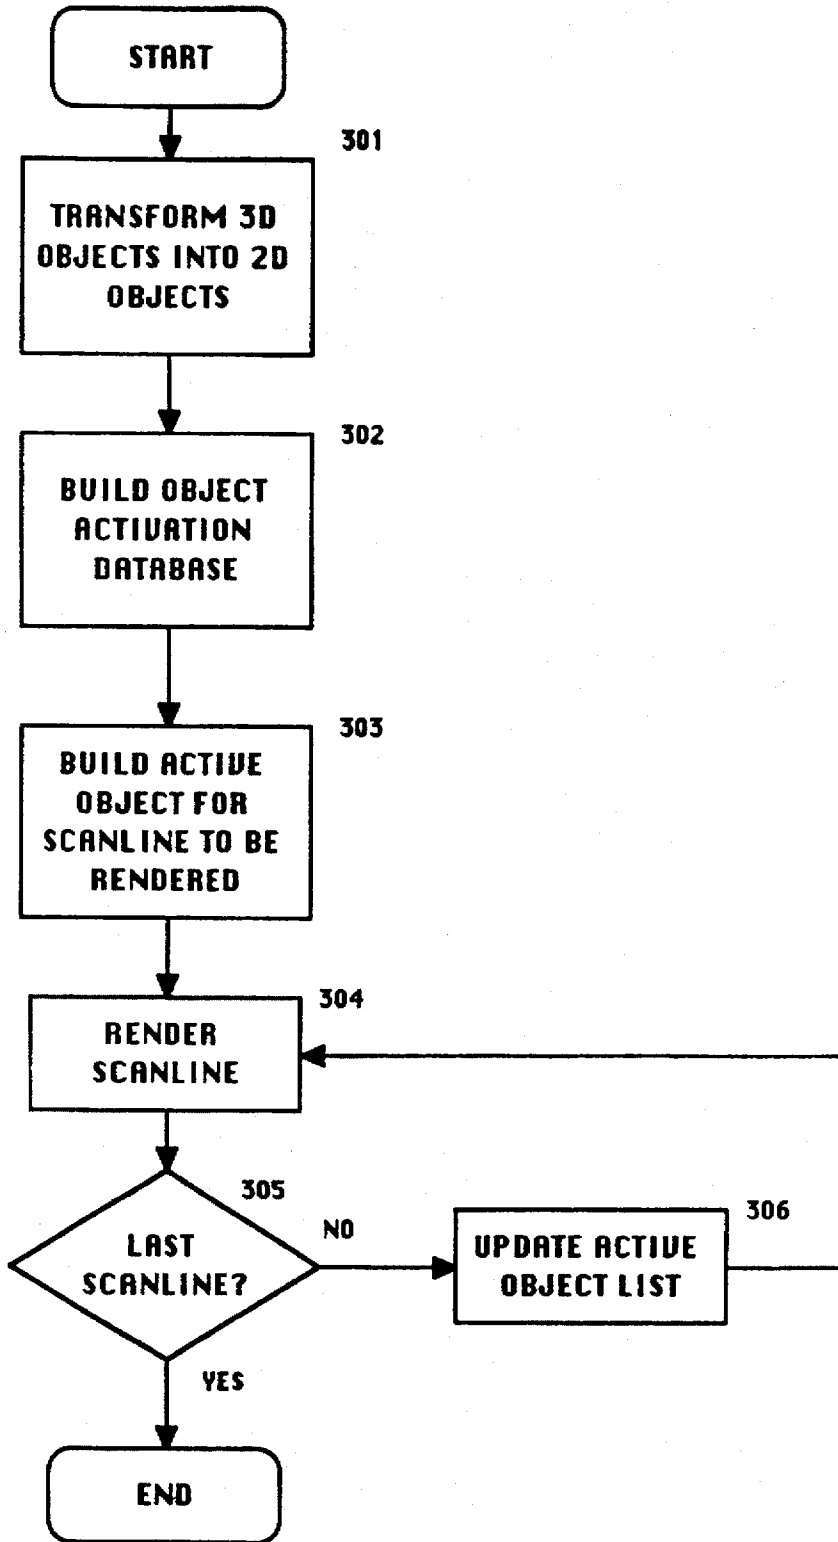 START
301
TRANSFORM 3D
OBJECTS INTO 2D
OBJECTS
302
BUILD OBJECT
ACTIVATION
DATABASE
303
BUILD ACTIVE
OBJECT FOR
SCANLINE TO BE
RENDERED
304
RENDER
SCANLINE
305
LAST
SCANLINE?
NO
306
UPDATE ACTIVE
OBJECT LIST
YES
END